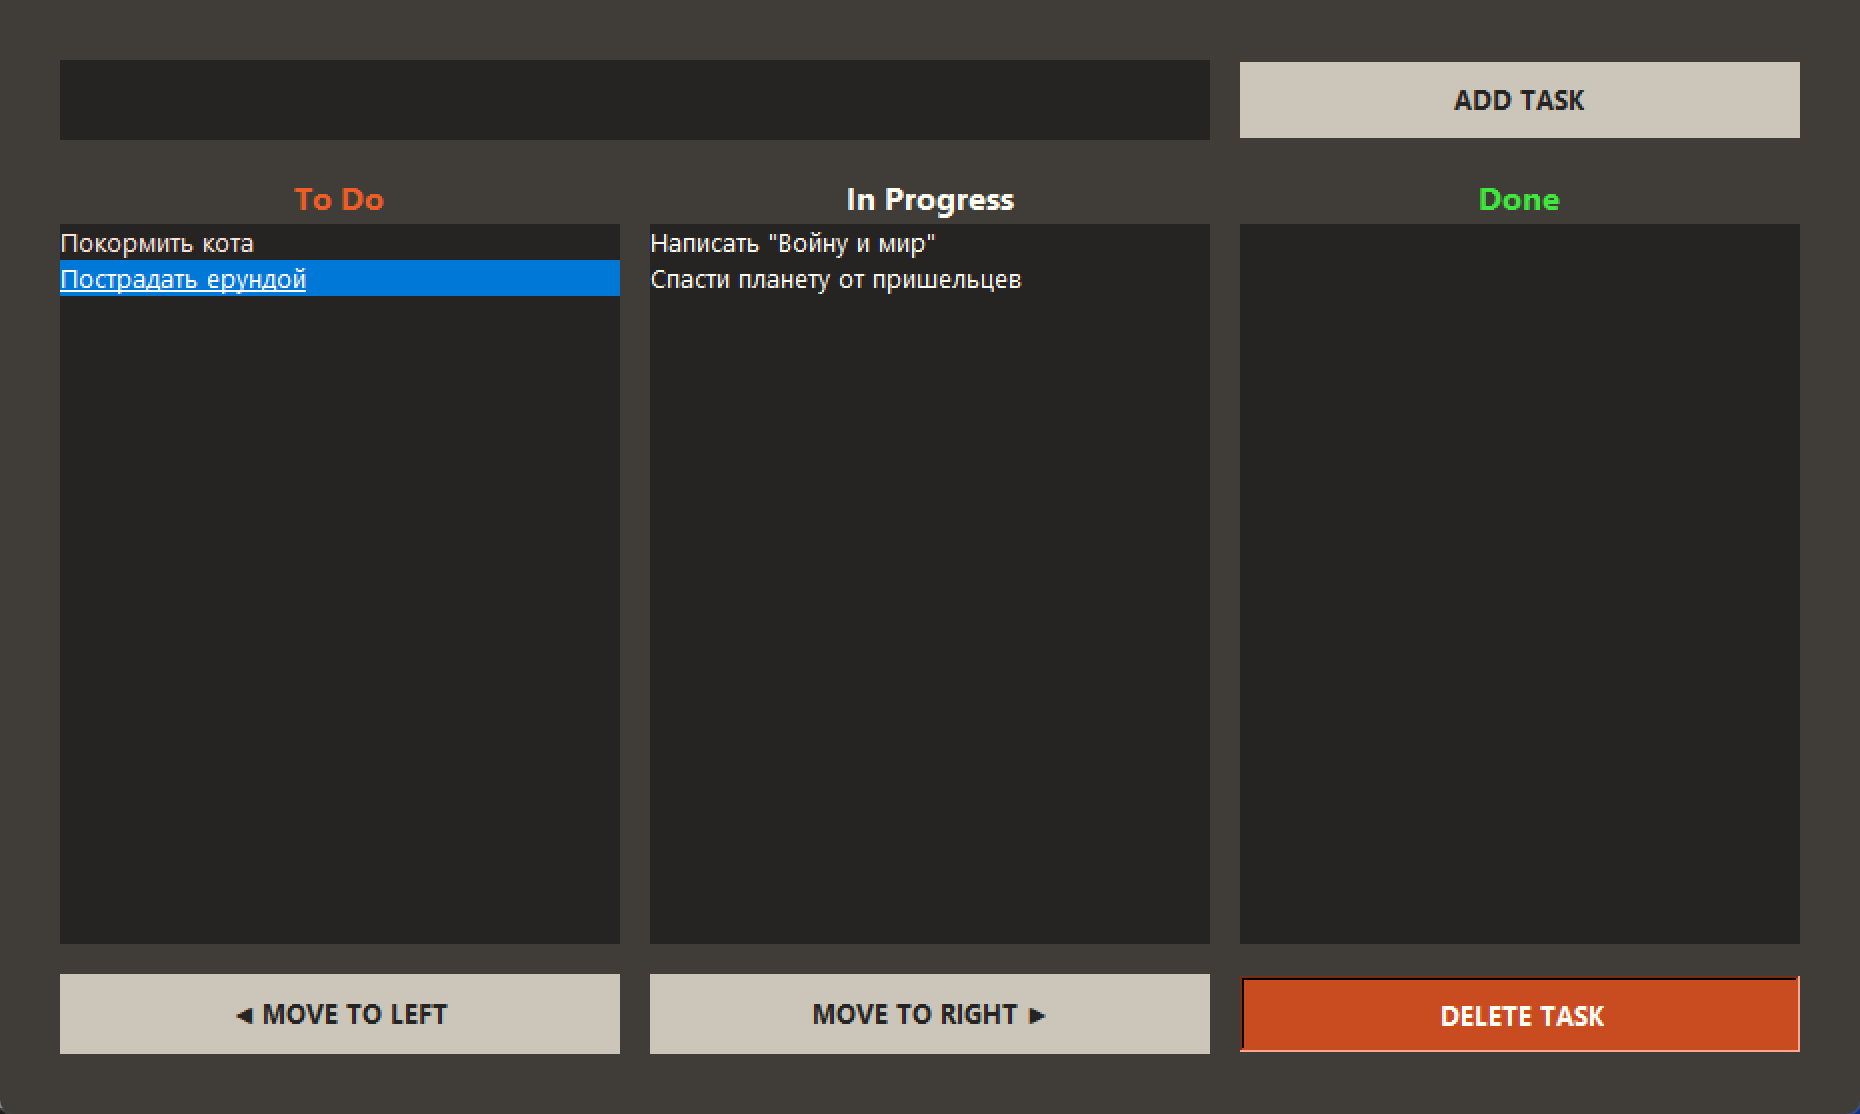 ADD TASK
To Do
In Progress
Done
Покормить кота
Пострадать ерундой
Написать "Войну и мир"
Спасти планету от пришельцев
◄ MOVE TO LEFT
MOVE TO RIGHT ►
DELETE TASK